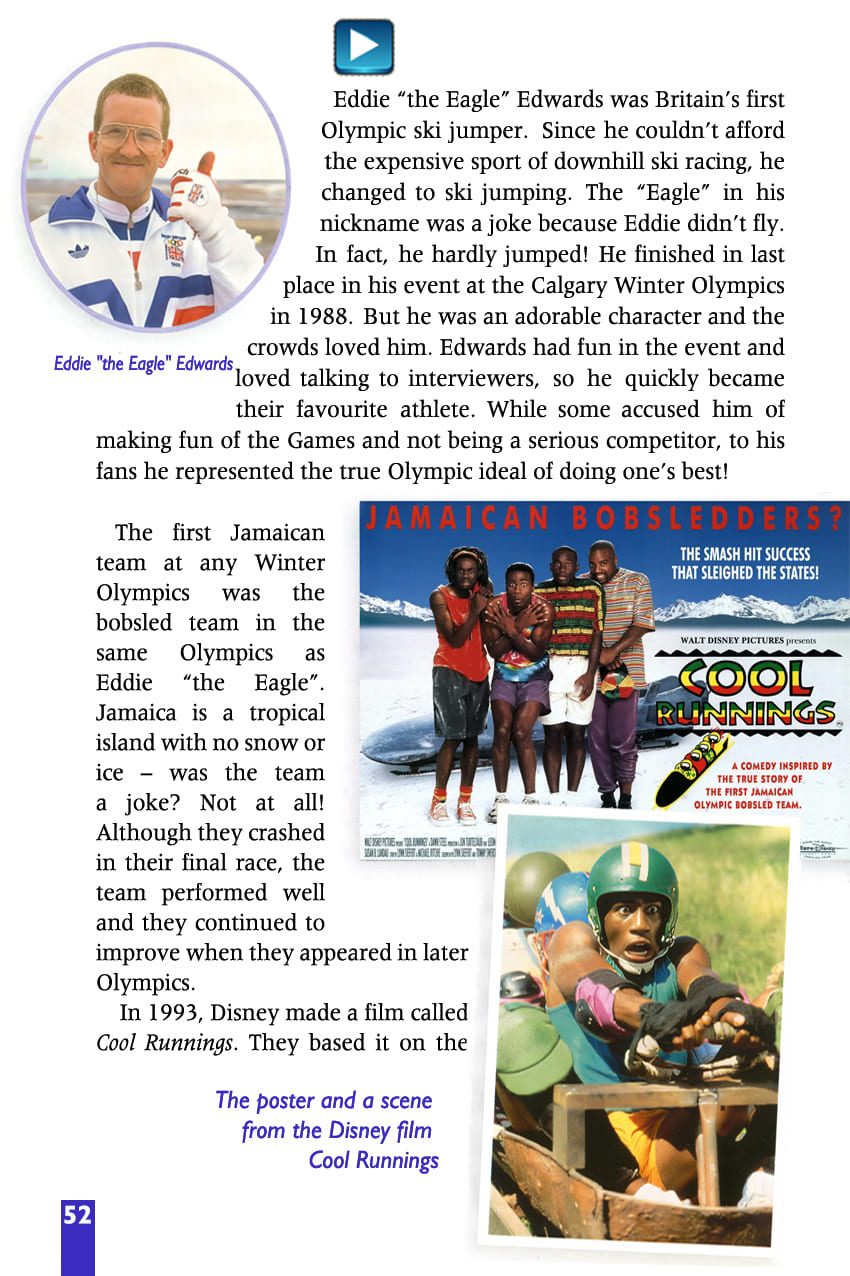 Eddie “the Eagle” Edwards was Britain’s first
Olympic ski jumper. Since he couldn’t afford
the expensive sport of downhill ski racing, he
changed to ski jumping. The “Eagle” in his
nickname was a joke because Eddie didn’t fly.
In fact, he hardly jumped! He finished in last
place in his event at the Calgary Winter Olympics
in 1988. But he was an adorable character and the
crowds loved him. Edwards had fun in the event and
loved talking to interviewers, so he quickly became
their favourite athlete. While some accused him of
making fun of the Games and not being a serious competitor, to his
fans he represented the true Olympic ideal of doing one’s best!
Eddie "the Eagle" Edwards
The first Jamaican
team at any Winter
Olympics was the
bobsled team in the
same Olympics as
Eddie “the Eagle”.
Jamaica is a tropical
island with no snow or
ice – was the team
a joke? Not at all!
Although they crashed
in their final race, the
team performed well
and they continued to
improve when they appeared in later
Olympics.
In 1993, Disney made a film called
Cool Runnings. They based it on the
JAMAICAN BOBSLEDDERS?
THE SMASH HIT SUCCESS
THAT SLEIGHED THE STATES!
WALT DISNEY PICTURES presents
COOL
RUNNINGS
A COMEDY INSPIRED BY
THE TRUE STORY OF
THE FIRST JAMAICAN
OLYMPIC BOBSLED TEAM.
The poster and a scene
from the Disney film
Cool Runnings
52